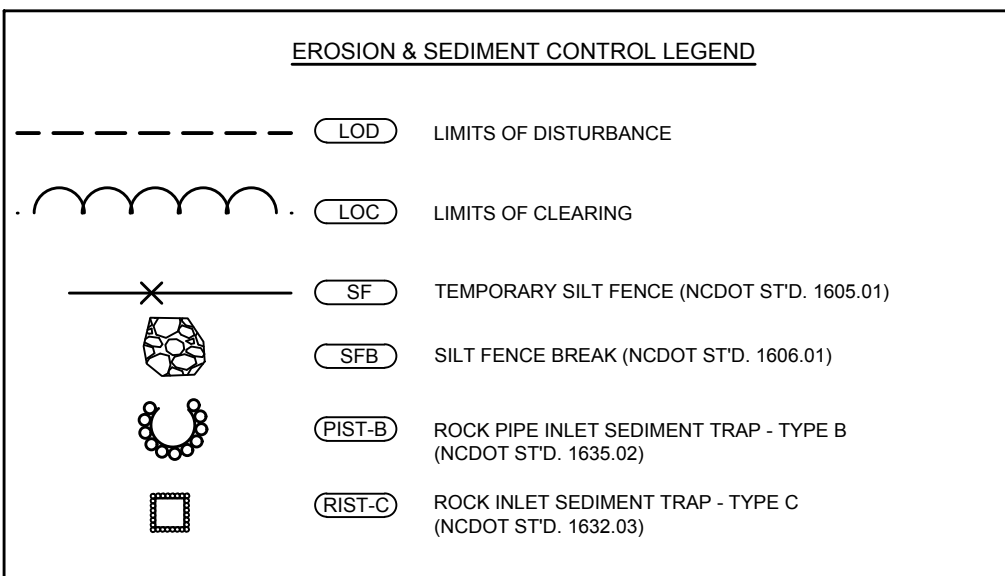 EROSION & SEDIMENT CONTROL LEGEND
LOD LIMITS OF DISTURBANCE
LOC LIMITS OF CLEARING
SF TEMPORARY SILT FENCE (NCDOT ST'D. 1605.01)
SFB SILT FENCE BREAK (NCDOT ST'D. 1606.01)
PIST-B ROCK PIPE INLET SEDIMENT TRAP - TYPE B
(NCDOT ST'D. 1635.02)
RIST-C ROCK INLET SEDIMENT TRAP - TYPE C
(NCDOT ST'D. 1632.03)